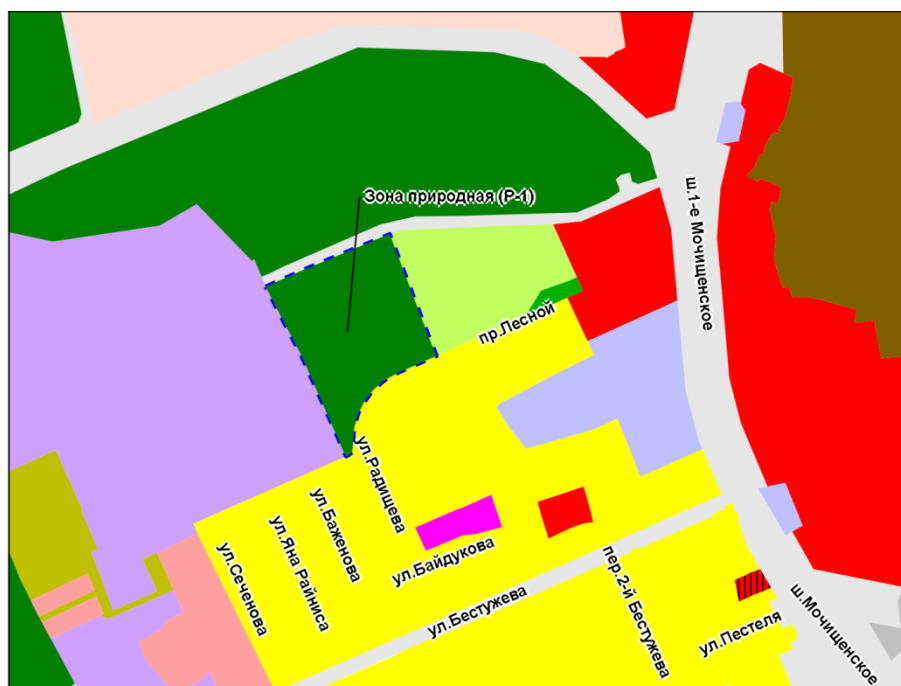 Зона природная (Р-1)
ш.1-е Мочищенское
пр.Лесной
ул.Радищева
ул.Баженова
ул.Яна Райниса
ул.Сеченова
ул.Байдукова
ул.Бестужева
пер.2-й Бестужева
ул.Пестеля
ш.Мочищенское